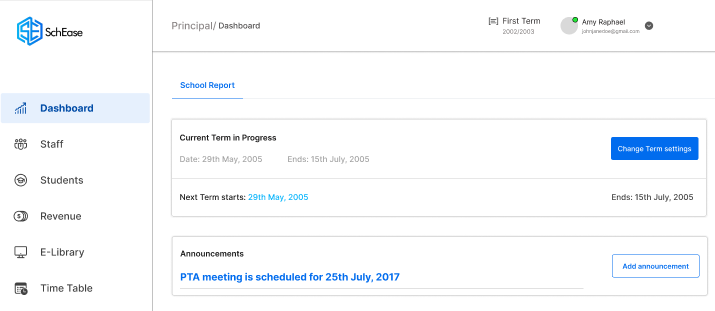 SchEase
Principal/ Dashboard
First Term
2002/2003
Amy Raphael
johnjanedoe@gmail.com
Dashboard
Staff
Students
Revenue
E-Library
Time Table
School Report
Current Term in Progress
Date: 29th May, 2005 Ends: 15th July, 2005
Change Term settings
Next Term starts: 29th May, 2005 Ends: 15th July, 2005
Announcements
PTA meeting is scheduled for 25th July, 2017
Add announcement